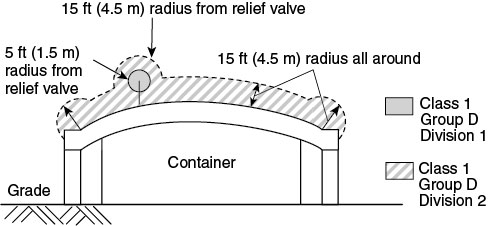 15 ft (4.5 m) radius from relief valve
5 ft (1.5 m)
radius from
relief valve
15 ft (4.5 m) radius all around
Class 1
Group D
Division 1
Container
Class 1
Group D
Division 2
Grade